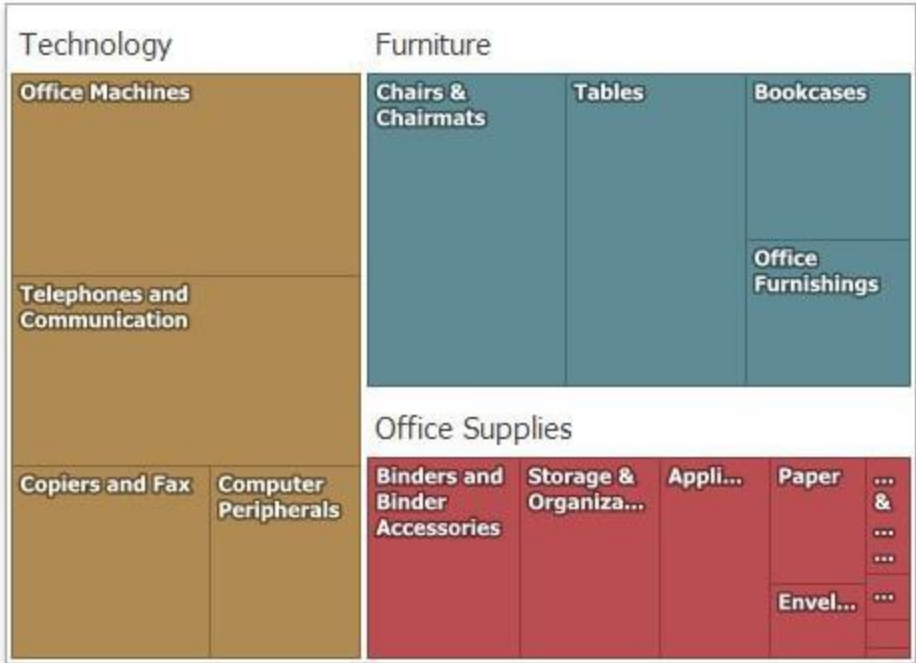 Technology
Office Machines
Telephones and
Communication
Copiers and Fax
Computer
Peripherals
Furniture
Chairs &
Chairmats
Tables
Bookcases
Office
Furnishings
Office Supplies
Binders and
Binder
Accessories
Storage &
Organiza...
Appli...
Paper
Envel...
...
&
...
...
...